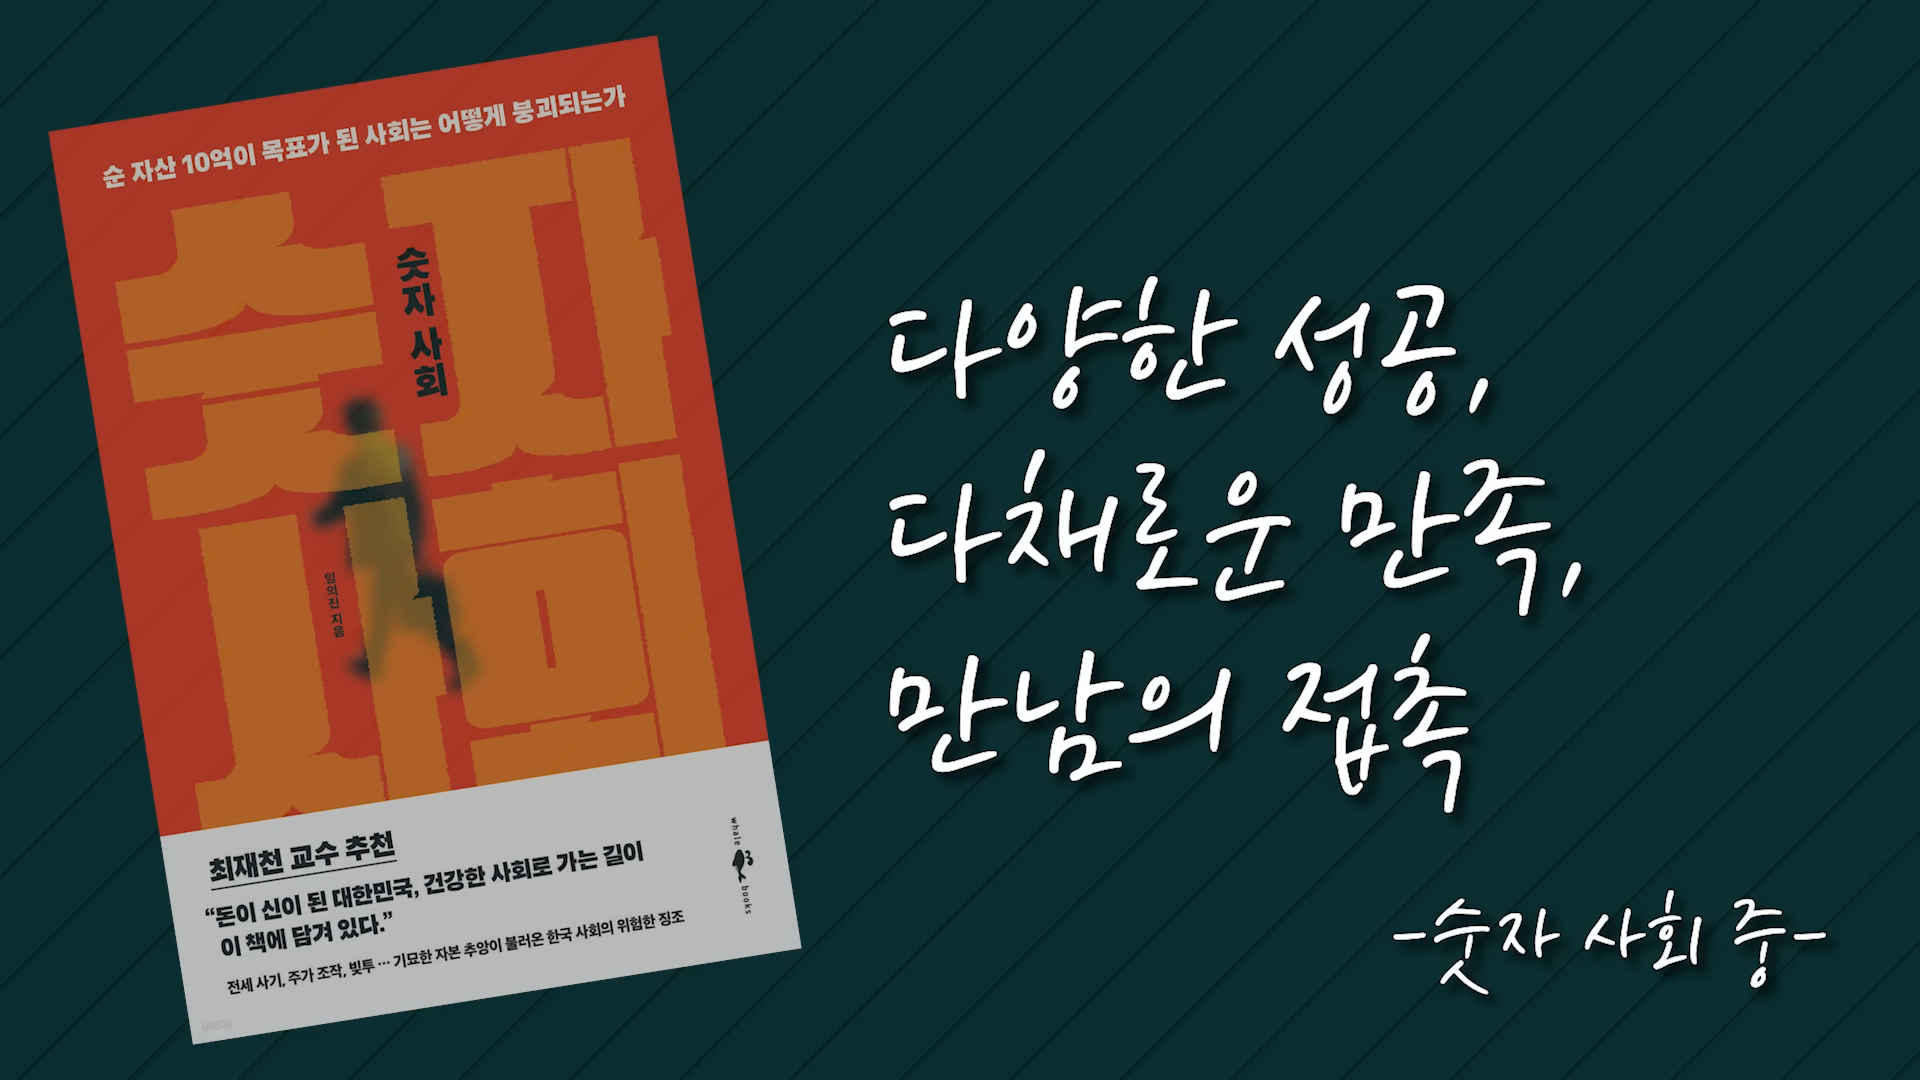 순 자산 10억이 목표가 된 사회는 어떻게 붕괴되는가
숫자
사회
숫자 사회
임의진 지음
최재천 교수 추천
“돈이 신이 된 대한민국, 건강한 사회로 가는 길이
이 책에 담겨 있다.”
전세 사기, 주가 조작, 빚투 … 기묘한 자본 추앙이 불러온 한국 사회의 위험한 징조
whale books
다양한 성공,
다채로운 만족,
만남의 접촉
-숫자 사회 중-